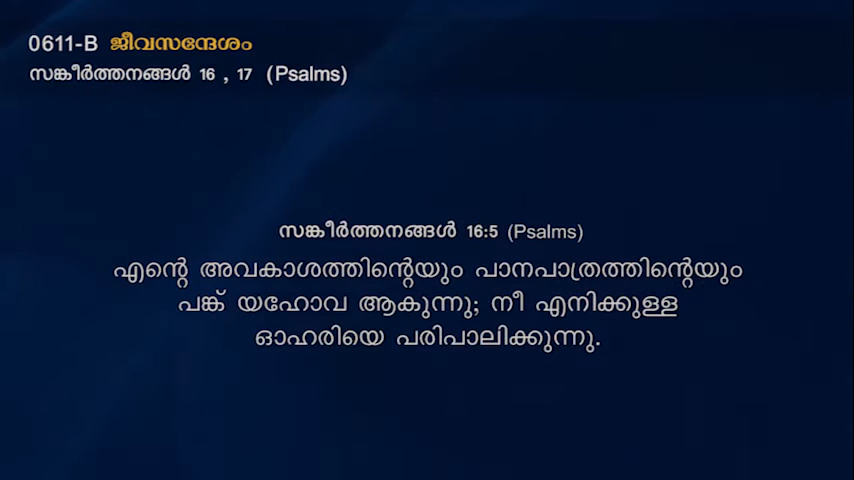 0611-B ജീവസന്ദേശം
സങ്കീർത്തനങ്ങൾ 16 , 17 (Psalms)
സങ്കീർത്തനങ്ങൾ 16:5 (Psalms)
എന്റെ അവകാശത്തിന്റെയും പാനപാത്രത്തിന്റെയും
പങ്ക് യഹോവ ആകുന്നു; നീ എനിക്കുള്ള
ഓഹരിയെ പരിപാലിക്കുന്നു.